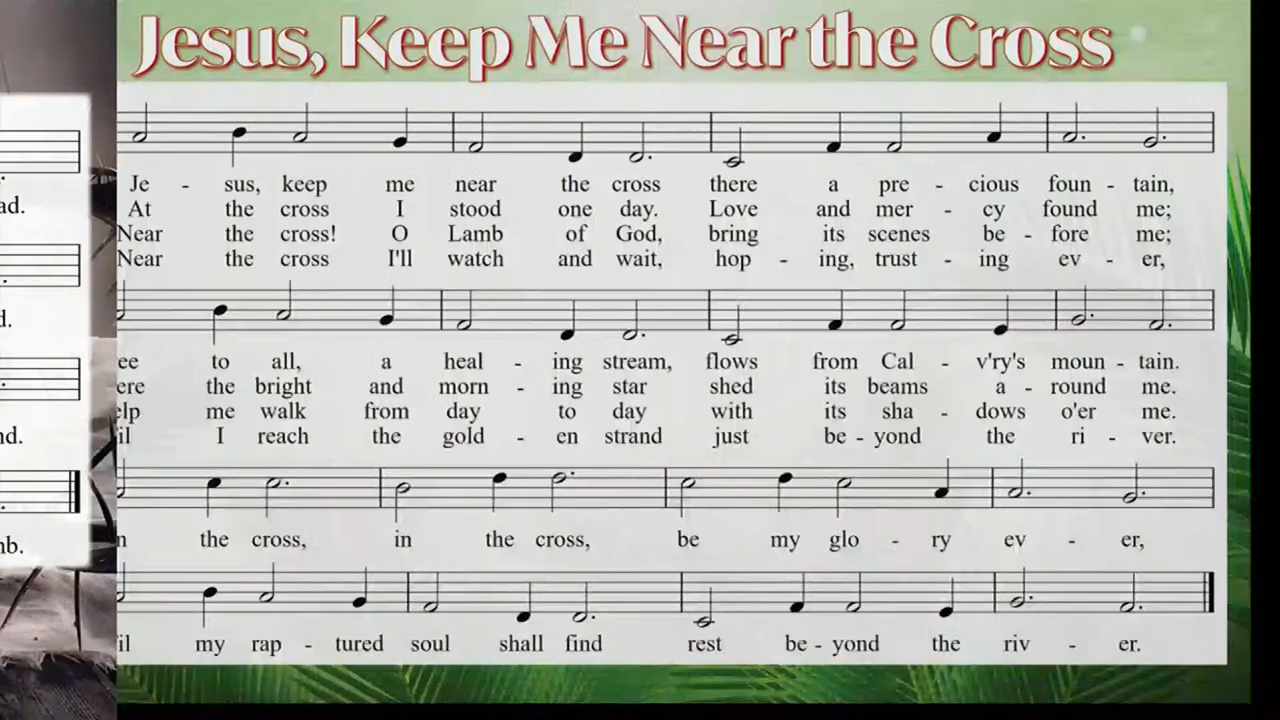 Jesus, Keep Me Near the Cross
Je - sus, keep me near the cross there a pre - cious foun - tain,
At the cross I stood one day. Love and mer - cy found me;
Near the cross! O Lamb of God, bring its scenes be - fore me;
Near the cross I'll watch and wait, hop - ing, trust - ing ev - er,
ee to all, a heal - ing stream, flows from Cal - v'ry's moun - tain.
ere the bright and morn - ing star shed its beams a - round me.
elp me walk from day to day with its sha - dows o'er me.
il I reach the gold - en strand just be - yond the ri - ver.
n the cross, in the cross, be my glo - ry ev - er,
il my rap - tured soul shall find rest be - yond the riv - er.
ad.
d.
nd.
mb.